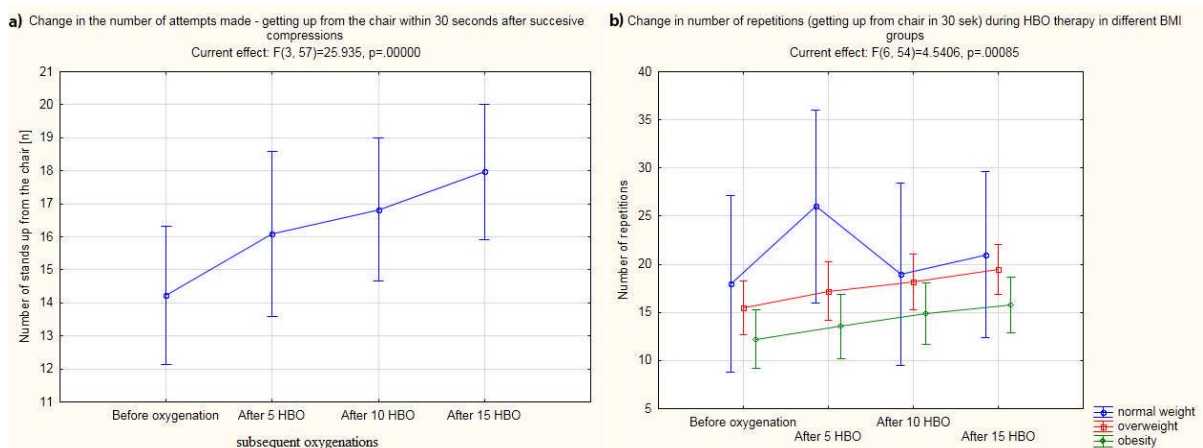 a) Change in the number of attempts made - getting up from the chair within 30 seconds after succesive
compressions
Current effect: F(3, 57)=25.935, p=.00000
21
20
19
18
17
16
15
14
13
12
11
Number of stands up from the chair [n]
Before oxygenation
After 5 HBO
After 10 HBO
After 15 HBO
subsequent oxygenations
b) Change in number of repetitions (getting up from chair in 30 sek) during HBO therapy in different BMI
groups
Current effect: F(6, 54)=4.5406, p=.00085
40
35
30
25
20
15
10
5
Number of repetitions
Before oxygenation
After 5 HBO
After 10 HBO
After 15 HBO
normal weight
overweight
obesity